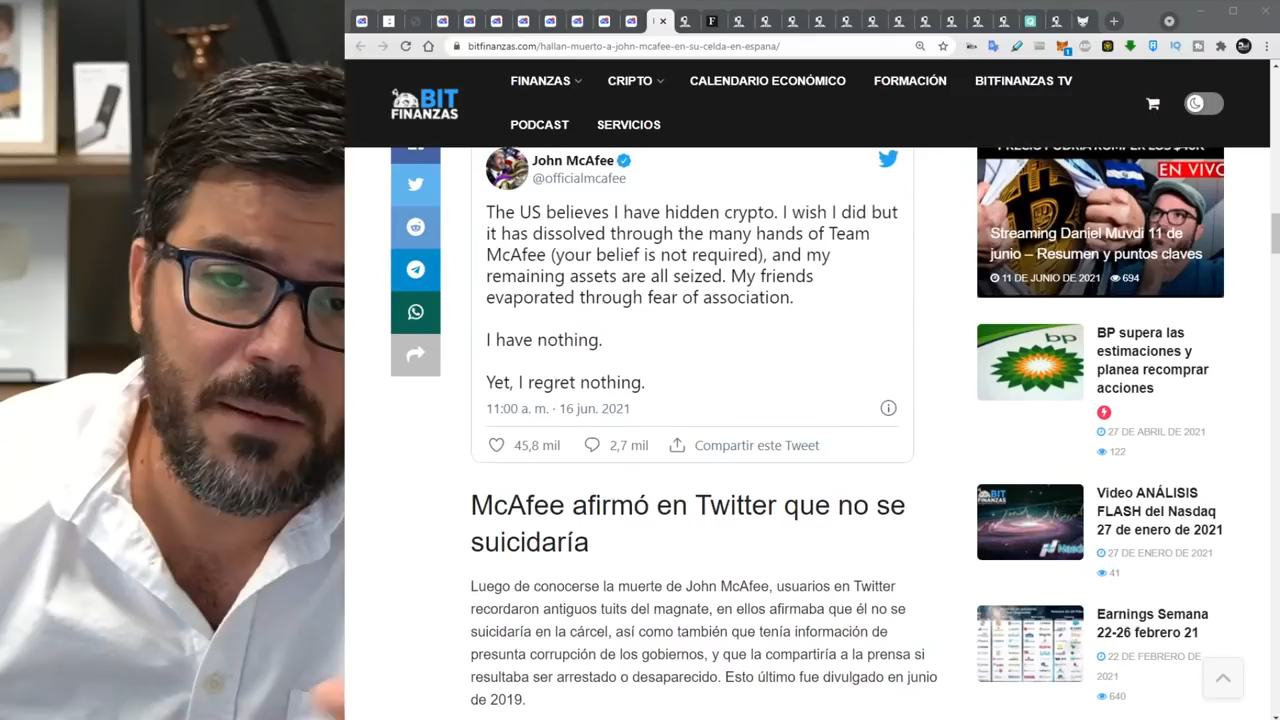 bitfinanzas.com/hallan-muerto-a-john-mcafee-en-su-celda-en-espana/
BIT
FINANZAS
FINANZAS
CRIPTO
CALENDARIO ECONÓMICO
FORMACIÓN
BITFINANZAS TV
PODCAST
SERVICIOS
John McAfee
@officialmcafee
The US believes I have hidden crypto. I wish I did but
it has dissolved through the many hands of Team
McAfee (your belief is not required), and my
remaining assets are all seized. My friends
evaporated through fear of association.
I have nothing.
Yet, I regret nothing.
11:00 a. m. · 16 jun. 2021
45,8 mil
2,7 mil
Compartir este Tweet
McAfee afirmó en Twitter que no se
suicidaría
Luego de conocerse la muerte de John McAfee, usuarios en Twitter
recordaron antiguos tuits del magnate, en ellos afirmaba que él no se
suicidaría en la cárcel, así como también que tenía información de
presunta corrupción de los gobiernos, y que la compartiría a la prensa si
resultaba ser arrestado o desaparecido. Esto último fue divulgado en junio
de 2019.
EN VIVO
Streaming Daniel Muvdi 11 de
junio – Resumen y puntos claves
11 DE JUNIO DE 2021
694
bp
BP supera las
estimaciones y
planea recomprar
acciones
27 DE ABRIL DE 2021
122
BIT
FINANZAS
Video ANÁLISIS
FLASH del Nasdaq
27 de enero de 2021
27 DE ENERO DE 2021
41
Earnings Semana
22-26 febrero 21
22 DE FEBRERO DE
2021
640